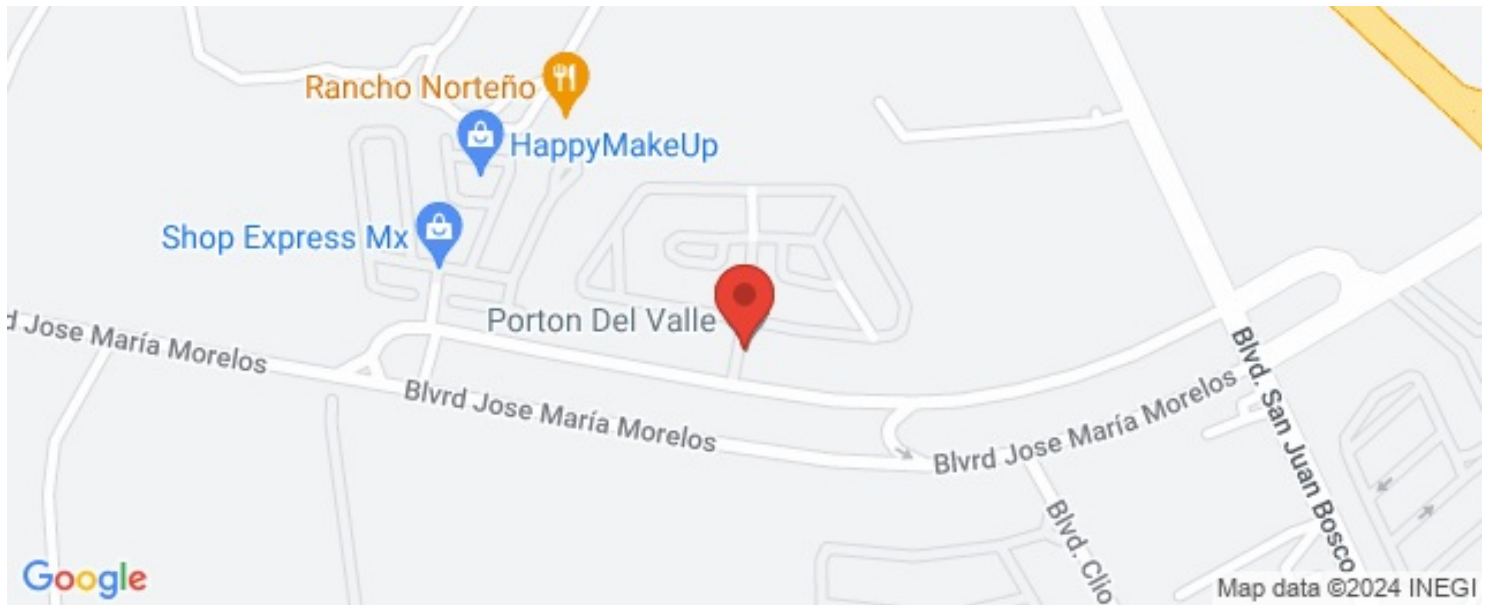 Rancho Norteño
HappyMakeUp
Shop Express Mx
Porton Del Valle
d Jose María Morelos
Blvrd Jose María Morelos
Blvrd Jose María Morelos
Blvd. San Juan Bosco
Blvd. Clio
Google
Map data ©2024 INEGI